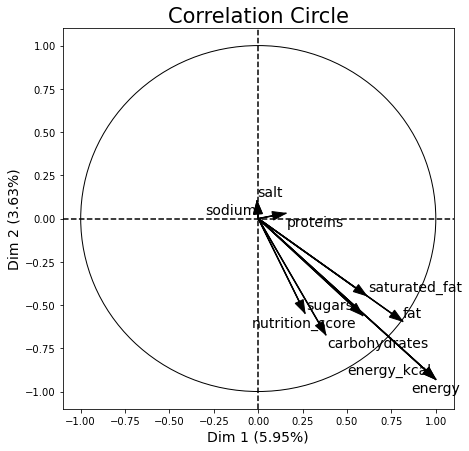 Correlation Circle
1.00
0.75
0.50
0.25
0.00
-0.25
-0.50
-0.75
-1.00
Dim 2 (3.63%)
salt
sodium
proteins
saturated_fat
sugars
fat
nutrition_score
carbohydrates
energy_kcal
energy
-1.00 -0.75 -0.50 -0.25 0.00 0.25 0.50 0.75 1.00
Dim 1 (5.95%)